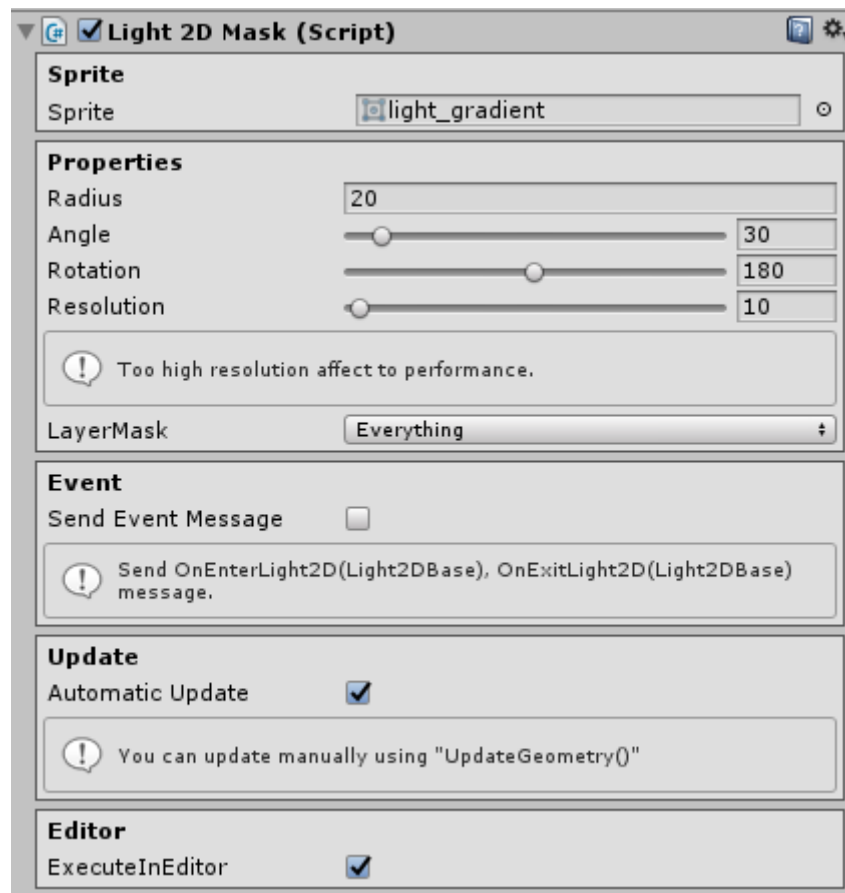 Light 2D Mask (Script)
Sprite
Sprite light_gradient
Properties
Radius 20
Angle 30
Rotation 180
Resolution 10
Too high resolution affect to performance.
LayerMask Everything
Event
Send Event Message
Send OnEnterLight2D(Light2DBase), OnExitLight2D(Light2DBase)
message.
Update
Automatic Update
You can update manually using "UpdateGeometry()"
Editor
ExecuteInEditor